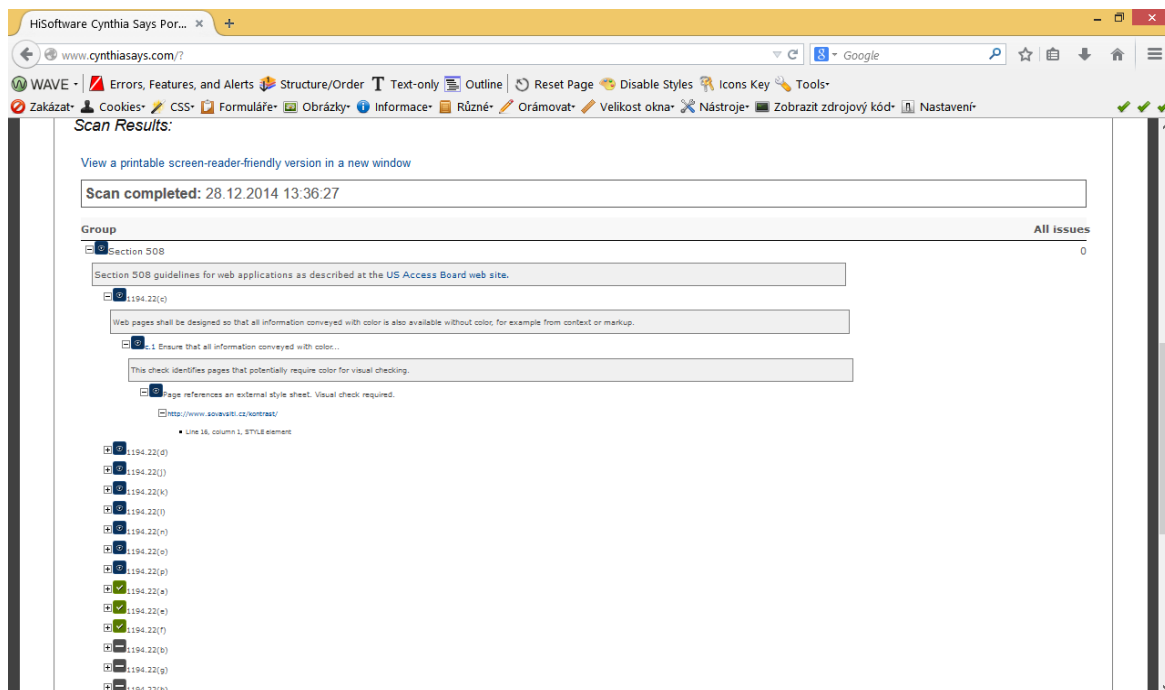 HiSoftware Cynthia Says Por... × +
www.cynthiasays.com/? Google
WAVE Errors, Features, and Alerts Structure/Order Text-only Outline Reset Page Disable Styles Icons Key Tools
Zakázat Cookies CSS Formuláře Obrázky Informace Různé Orámovat Velikost okna Nástroje Zobrazit zdrojový kód Nastavení
Scan Results:
View a printable screen-reader-friendly version in a new window
Scan completed: 28.12.2014 13:36:27
Group All issues
Section 508 0
Section 508 guidelines for web applications as described at the US Access Board web site.
1194.22(c)
Web pages shall be designed so that all information conveyed with color is also available without color, for example from context or markup.
c.1 Ensure that all information conveyed with color...
This check identifies pages that potentially require color for visual checking.
Page references an external style sheet. Visual check required.
http://www.sovavsiti.cz/kontrast/
Line 16, column 1, STYLE element
1194.22(d)
1194.22(j)
1194.22(k)
1194.22(l)
1194.22(n)
1194.22(o)
1194.22(p)
1194.22(a)
1194.22(e)
1194.22(f)
1194.22(b)
1194.22(g)
1194.22(h)